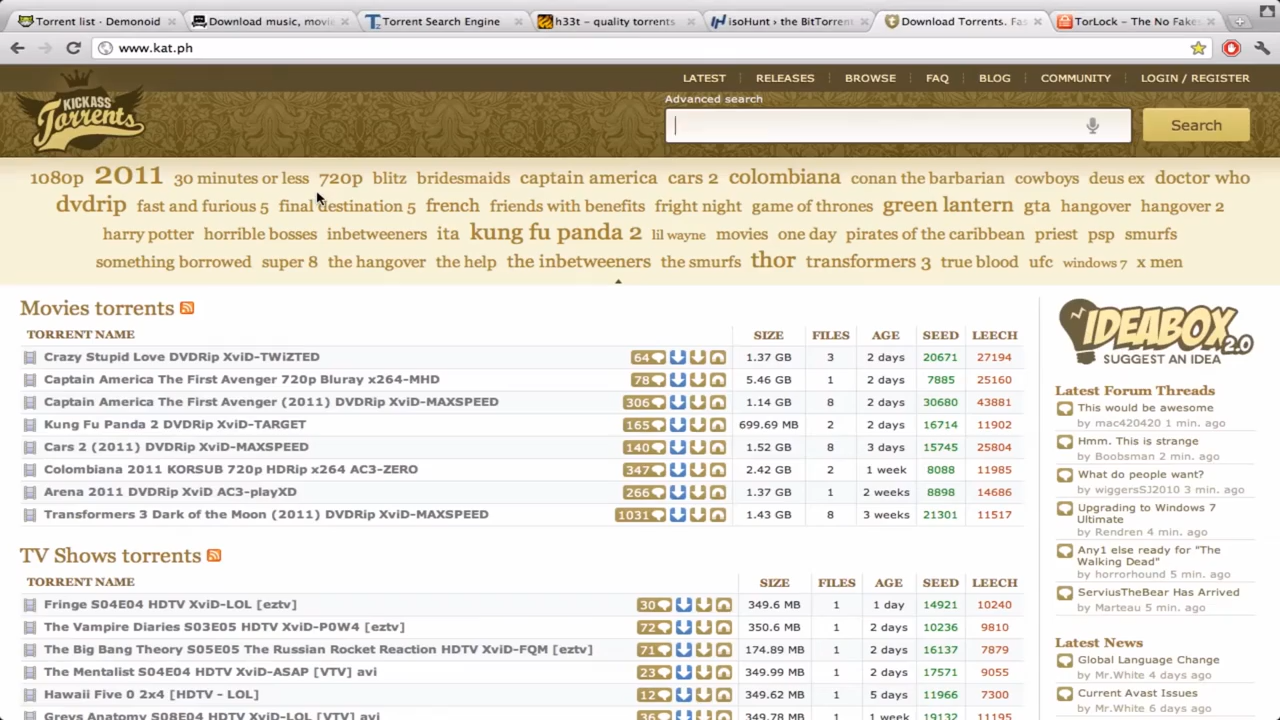 Torrent list · Demonoid
Download music, movie
Torrent Search Engine
h33t – quality torrents
isoHunt › the BitTorrent
Download Torrents. Fas
TorLock – The No Fakes
www.kat.ph
KICKASS
Torrents
LATEST
RELEASES
BROWSE
FAQ
BLOG
COMMUNITY
LOGIN / REGISTER
Advanced search
Search
1080p 2011 30 minutes or less 720p blitz bridesmaids captain america cars 2 colombiana conan the barbarian cowboys deus ex doctor who
dvdrip fast and furious 5 final destination 5 french friends with benefits fright night game of thrones green lantern gta hangover hangover 2
harry potter horrible bosses inbetweeners ita kung fu panda 2 lil wayne movies one day pirates of the caribbean priest psp smurfs
something borrowed super 8 the hangover the help the inbetweeners the smurfs thor transformers 3 true blood ufc windows 7 x men
Movies torrents
TORRENT NAME SIZE FILES AGE SEED LEECH
Crazy Stupid Love DVDRip XviD-TWiZTED 64 1.37 GB 3 2 days 20671 27194
Captain America The First Avenger 720p Bluray x264-MHD 78 5.46 GB 1 2 days 7885 25160
Captain America The First Avenger (2011) DVDRip XviD-MAXSPEED 306 1.14 GB 8 2 days 30680 43881
Kung Fu Panda 2 DVDRip XviD-TARGET 165 699.69 MB 2 2 days 16714 11902
Cars 2 (2011) DVDRip XviD-MAXSPEED 140 1.52 GB 8 3 days 15745 25804
Colombiana 2011 KORSUB 720p HDRip x264 AC3-ZERO 347 2.42 GB 2 1 week 8088 11985
Arena 2011 DVDRip XviD AC3-playXD 266 1.37 GB 1 2 weeks 8898 14686
Transformers 3 Dark of the Moon (2011) DVDRip XviD-MAXSPEED 1031 1.43 GB 8 3 weeks 21301 11517
TV Shows torrents
TORRENT NAME SIZE FILES AGE SEED LEECH
Fringe S04E04 HDTV XviD-LOL [eztv] 30 349.6 MB 1 1 day 14921 10240
The Vampire Diaries S03E05 HDTV XviD-P0W4 [eztv] 72 350.6 MB 1 2 days 10236 9810
The Big Bang Theory S05E05 The Russian Rocket Reaction HDTV XviD-FQM [eztv] 71 174.89 MB 1 2 days 16137 7879
The Mentalist S04E04 HDTV XviD-ASAP [VTV] avi 23 349.99 MB 1 2 days 17571 9055
Hawaii Five 0 2x4 [HDTV - LOL] 12 349.62 MB 1 5 days 11966 7300
Greys Anatomy S08E04 HDTV XviD-LOL [VTV] avi 36 349.78 MB 1 1 week 19132 11195
IDEABOX 2.0
SUGGEST AN IDEA
Latest Forum Threads
This would be awesome
by mac420420 1 min. ago
Hmm. This is strange
by Boobsman 2 min. ago
What do people want?
by wiggersSJ2010 3 min. ago
Upgrading to Windows 7
Ultimate
by Rendren 4 min. ago
Any1 else ready for "The
Walking Dead"
by horrorhound 5 min. ago
ServiusTheBear Has Arrived
by Marteau 5 min. ago
Latest News
Global Language Change
by Mr.White 4 days ago
Current Avast Issues
by Mr.White 6 days ago